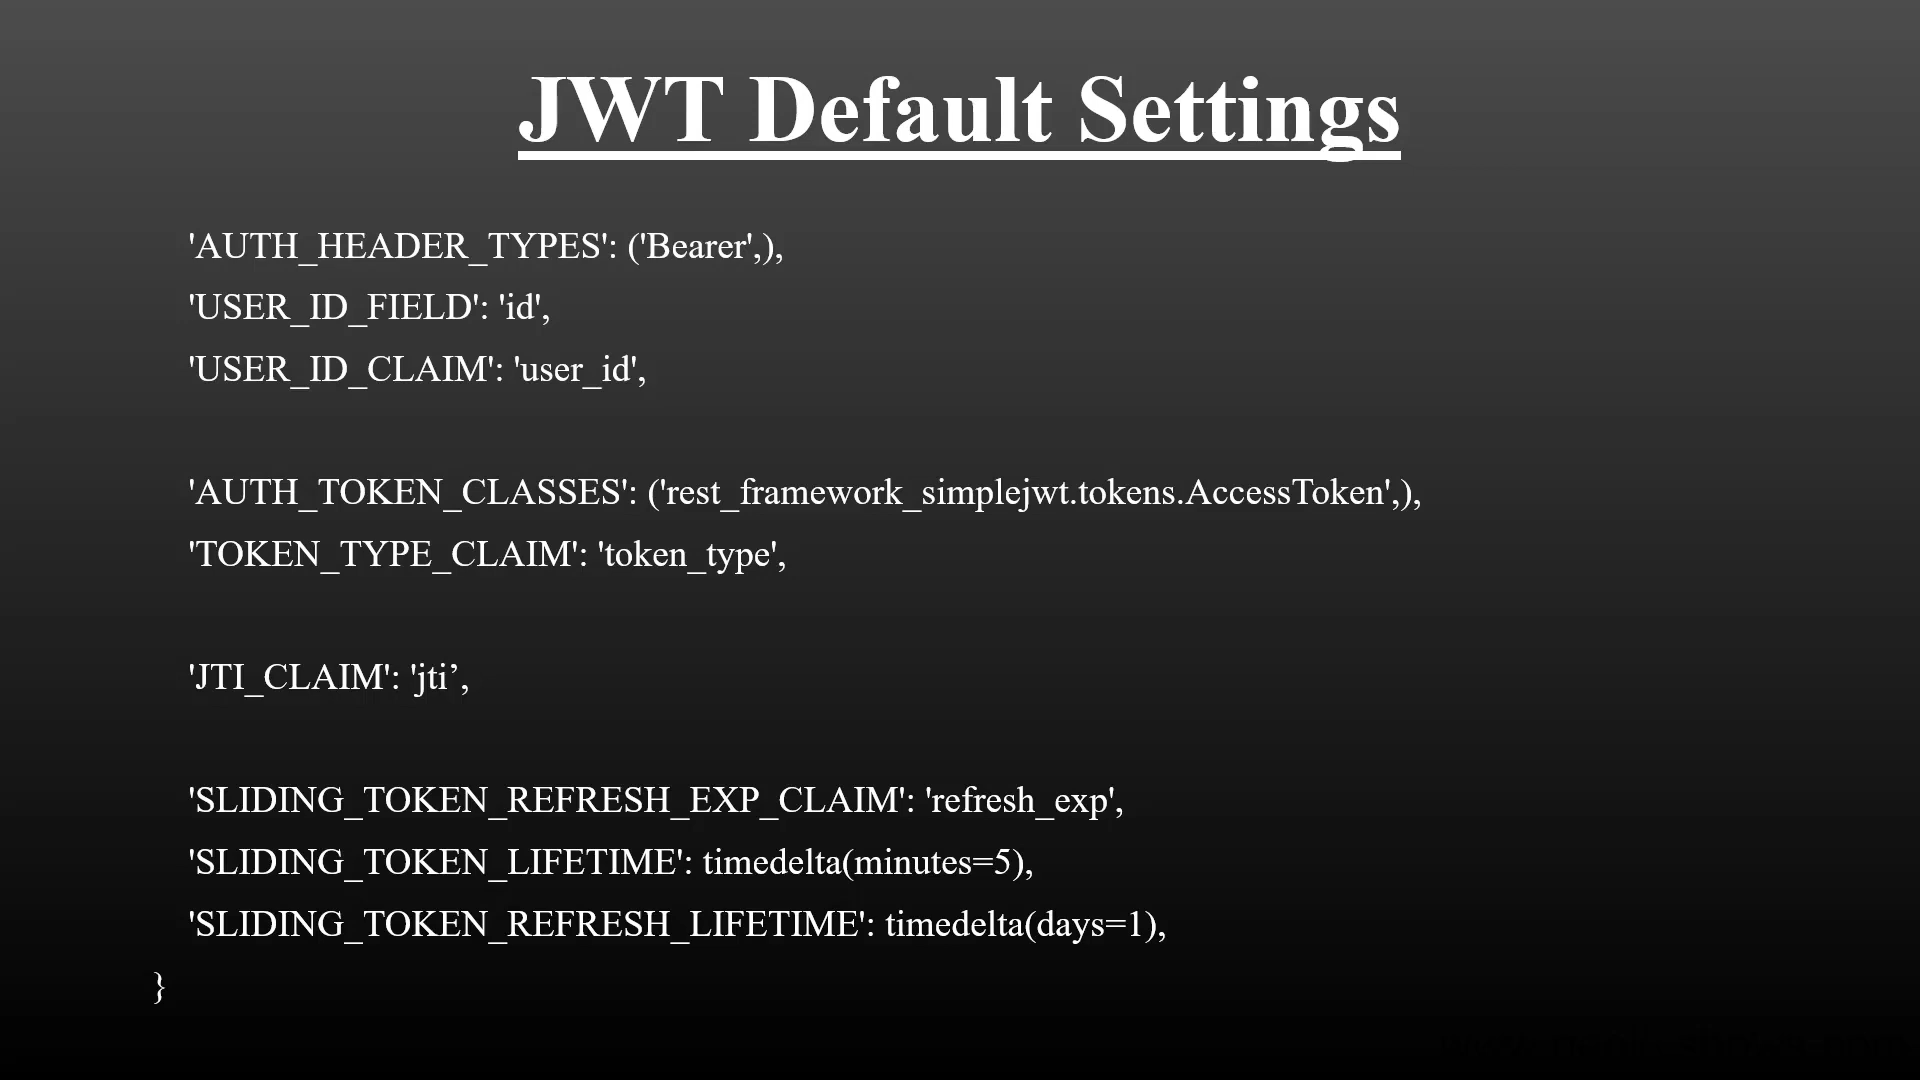 JWT Default Settings
'AUTH_HEADER_TYPES': ('Bearer',),
'USER_ID_FIELD': 'id',
'USER_ID_CLAIM': 'user_id',
'AUTH_TOKEN_CLASSES': ('rest_framework_simplejwt.tokens.AccessToken',),
'TOKEN_TYPE_CLAIM': 'token_type',
'JTI_CLAIM': 'jti’,
'SLIDING_TOKEN_REFRESH_EXP_CLAIM': 'refresh_exp',
'SLIDING_TOKEN_LIFETIME': timedelta(minutes=5),
'SLIDING_TOKEN_REFRESH_LIFETIME': timedelta(days=1),
}